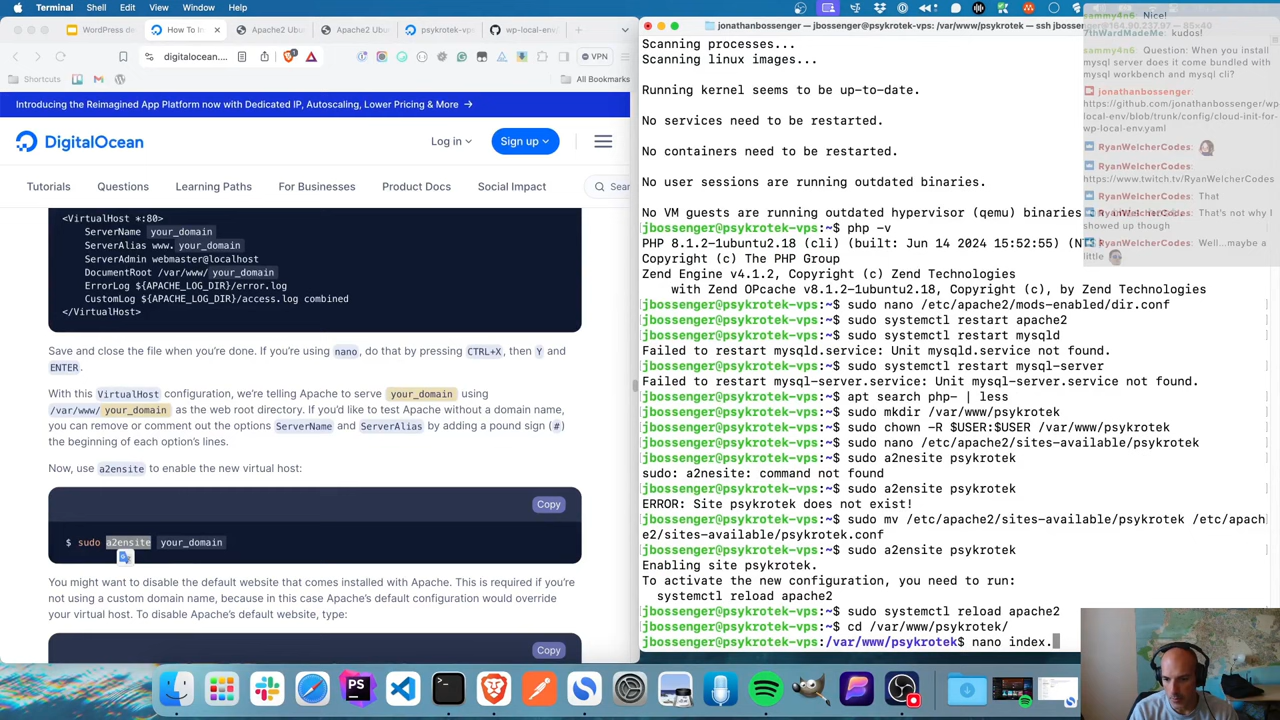 Terminal Shell Edit View Window Help
WordPress de
How To In
Apache2 Ubu
Apache2 Ubu
psykrotek-vp
wp-local-env
digitalocean....
VPN
Shortcuts
All Bookmarks
Introducing the Reimagined App Platform now with Dedicated IP, Autoscaling, Lower Pricing & More →
DigitalOcean
Log in
Sign up
Tutorials Questions Learning Paths For Businesses Product Docs Social Impact Sear
<VirtualHost *:80>
ServerName your_domain
ServerAlias www.your_domain
ServerAdmin webmaster@localhost
DocumentRoot /var/www/your_domain
ErrorLog ${APACHE_LOG_DIR}/error.log
CustomLog ${APACHE_LOG_DIR}/access.log combined
</VirtualHost>
Save and close the file when you're done. If you're using nano, do that by pressing CTRL+X, then Y and
ENTER.
With this VirtualHost configuration, we're telling Apache to serve your_domain using
/var/www/your_domain as the web root directory. If you'd like to test Apache without a domain name,
you can remove or comment out the options ServerName and ServerAlias by adding a pound sign (#)
the beginning of each option's lines.
Now, use a2ensite to enable the new virtual host:
Copy
$ sudo a2ensite your_domain
You might want to disable the default website that comes installed with Apache. This is required if you're
not using a custom domain name, because in this case Apache's default configuration would override
your virtual host. To disable Apache's default website, type:
Copy
jonathanbossenger — jbossenger@psykrotek-vps: /var/www/psykrotek — ssh jbossenger@164.90.237.97 — 85×40
Scanning processes...
Scanning linux images...
Running kernel seems to be up-to-date.
No services need to be restarted.
No containers need to be restarted.
No user sessions are running outdated binaries.
No VM guests are running outdated hypervisor (qemu) binaries
jbossenger@psykrotek-vps:~$ php -v
PHP 8.1.2-1ubuntu2.18 (cli) (built: Jun 14 2024 15:52:55) (NTS)
Copyright (c) The PHP Group
Zend Engine v4.1.2, Copyright (c) Zend Technologies
with Zend OPcache v8.1.2-1ubuntu2.18, Copyright (c), by Zend Technologies
jbossenger@psykrotek-vps:~$ sudo nano /etc/apache2/mods-enabled/dir.conf
jbossenger@psykrotek-vps:~$ sudo systemctl restart apache2
jbossenger@psykrotek-vps:~$ sudo systemctl restart mysqld
Failed to restart mysqld.service: Unit mysqld.service not found.
jbossenger@psykrotek-vps:~$ sudo systemctl restart mysql-server
Failed to restart mysql-server.service: Unit mysql-server.service not found.
jbossenger@psykrotek-vps:~$ apt search php- | less
jbossenger@psykrotek-vps:~$ sudo mkdir /var/www/psykrotek
jbossenger@psykrotek-vps:~$ sudo chown -R $USER:$USER /var/www/psykrotek
jbossenger@psykrotek-vps:~$ sudo nano /etc/apache2/sites-available/psykrotek
jbossenger@psykrotek-vps:~$ sudo a2nesite psykrotek
sudo: a2nesite: command not found
jbossenger@psykrotek-vps:~$ sudo a2ensite psykrotek
ERROR: Site psykrotek does not exist!
jbossenger@psykrotek-vps:~$ sudo mv /etc/apache2/sites-available/psykrotek /etc/apach
e2/sites-available/psykrotek.conf
jbossenger@psykrotek-vps:~$ sudo a2ensite psykrotek
Enabling site psykrotek.
To activate the new configuration, you need to run:
systemctl reload apache2
jbossenger@psykrotek-vps:~$ sudo systemctl reload apache2
jbossenger@psykrotek-vps:~$ cd /var/www/psykrotek/
jbossenger@psykrotek-vps:/var/www/psykrotek$ nano index.
sammy4n6: Nice!
7thWardMadeMe: kudos!
sammy4n6: Question: When you install
mysql server does it come bundled with
mysql workbench and mysql cli?
jonathanbossenger:
https://github.com/jonathanbossenger/wp-
local-env/blob/trunk/config/cloud-init-for-
wp-local-env.yaml
RyanWelcherCodes:
RyanWelcherCodes:
https://www.twitch.tv/RyanWelcherCodes
RyanWelcherCodes: That
RyanWelcherCodes: That's not why I
showed up though
RyanWelcherCodes: Well...maybe a
little